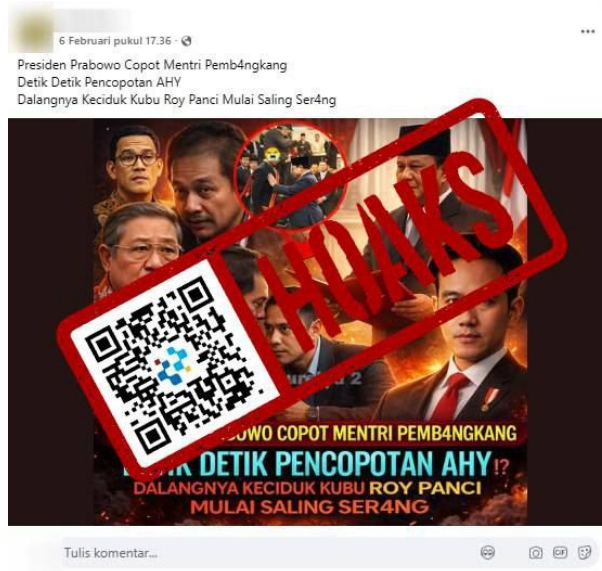 6 Februari pukul 17.36 ·
Presiden Prabowo Copot Mentri Pemb4ngkang
Detik Detik Pencopotan AHY
Dalangnya Keciduk Kubu Roy Panci Mulai Saling Ser4ng
HOAKS
COPOT MENTRI PEMB4NGKANG
DETIK PENCOPOTAN AHY!?
DALANGNYA KECIDUK KUBU ROY PANCI
MULAI SALING SER4NG
Tulis komentar...
GIF